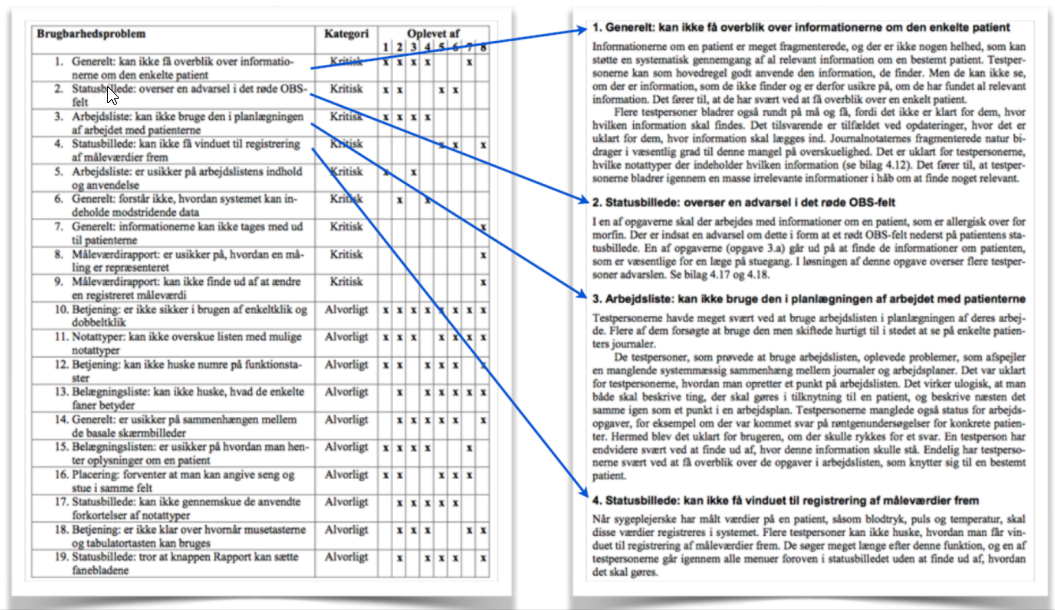 Brugbarhedsproblem Kategori Oplevet af
1 2 3 4 5 6 7 8
1. Generelt: kan ikke få overblik over informatio- Kritisk x x x x x
nerne om den enkelte patient
2. Statusbillede: overser en advarsel i det røde OBS- Kritisk x x x x
felt
3. Arbejdsliste: kan ikke bruge den i planlægningen Kritisk x x x x
af arbejdet med patienterne
4. Statusbillede: kan ikke få vinduet til registrering Kritisk x x x
af måleværdier frem
5. Arbejdsliste: er usikker på arbejdslistens indhold Kritisk x x
og anvendelse
6. Generelt: forstår ikke, hvordan systemet kan in- Kritisk x x
deholde modstridende data
7. Generelt: informationerne kan ikke tages med ud Kritisk x
til patienterne
8. Måleværdirapport: er usikker på, hvordan en må- Kritisk x
ling er repræsenteret
9. Måleværdirapport: kan ikke finde ud af at ændre Kritisk x
en registreret måleværdi
10. Betjening: er ikke sikker i brugen af enkeltklik og Alvorligt x x x x x x x x
dobbeltklik
11. Notattyper: kan ikke overskue listen med mulige Alvorligt x x x x x x x
notattyper
12. Betjening: kan ikke huske numre på funktionsta- Alvorligt x x x x x x
ster
13. Belægningsliste: kan ikke huske, hvad de enkelte Alvorligt x x x x x
faner betyder
14. Generelt: er usikker på sammenhængen mellem Alvorligt x x x x x x
de basale skærmbilleder
15. Belægningslisten: er usikker på hvordan man hen- Alvorligt x x x x x
ter oplysninger om en patient
16. Placering: forventer at man kan angive seng og Alvorligt x x x x x
stue i samme felt
17. Statusbillede: kan ikke gennemskue de anvendte Alvorligt x x x x x
forkortelser af notattyper
18. Betjening: er ikke klar over hvornår musetasterne Alvorligt x x x x x
og tabulatortasten kan bruges
19. Statusbillede: tror at knappen Rapport kan sætte Alvorligt x x x x x
fanebladene
1. Generelt: kan ikke få overblik over informationerne om den enkelte patient
Informationerne om en patient er meget fragmenterede, og der er ikke nogen helhed, som kan
støtte en systematisk gennemgang af al relevant information om en bestemt patient. Testper-
sonerne kan som hovedregel godt anvende den information, de finder. Men de kan ikke se,
om der er information, som de ikke finder og er derfor usikre på, om de har fundet al relevant
information. Det fører til, at de har svært ved at få overblik over en enkelt patient.
Flere testpersoner bladrer også rundt på må og få, fordi det ikke er klart for dem, hvor
hvilken information skal findes. Det tilsvarende er tilfældet ved opdateringer, hvor det er
uklart for dem, hvor information skal lægges ind. Journalnotaternes fragmenterede natur bi-
drager i væsentlig grad til denne mangel på overskuelighed. Det er uklart for testpersonerne,
hvilke notattyper der indeholder hvilken information (se bilag 4.12). Det fører til, at testper-
sonerne bladrer igennem en masse irrelevante informationer i håb om at finde noget relevant.
2. Statusbillede: overser en advarsel i det røde OBS-felt
I en af opgaverne skal der arbejdes med informationer om en patient, som er allergisk over for
morfin. Der er indsat en advarsel om dette i form at et rødt OBS-felt nederst på patientens sta-
tusbillede. En af opgaverne (opgave 3.a) går ud på at finde de informationer om patienten,
som er væsentlige for en læge på stuegang. I løsningen af denne opgave overser flere testper-
soner advarslen. Se bilag 4.17 og 4.18.
3. Arbejdsliste: kan ikke bruge den i planlægningen af arbejdet med patienterne
Testpersonerne havde meget svært ved at bruge arbejdslisten i planlægningen af deres arbej-
de. Flere af dem forsøgte at bruge den men skiftede hurtigt til i stedet at se på enkelte patien-
ters journaler.
De testpersoner, som prøvede at bruge arbejdslisten, oplevede problemer, som afspejler
en manglende systemmæssig sammenhæng mellem journaler og arbejdsplaner. Det var uklart
for testpersonerne, hvordan man opretter et punkt på arbejdslisten. Det virker ulogisk, at man
både skal beskrive ting, der skal gøres i tilknytning til en patient, og beskrive næsten det
samme igen som et punkt i en arbejdsplan. Testpersonerne manglede også status for arbejds-
opgaver, for eksempel om der var kommet svar på røntgenundersøgelser for konkrete patien-
ter. Hermed blev det uklart for brugeren, om der skulle rykkes for et svar. En testperson har
endvidere svært ved at finde ud af, hvor denne information skulle stå. Endelig har testperso-
nerne svært ved at få overblik over de opgaver i arbejdslisten, som knytter sig til en bestemt
patient.
4. Statusbillede: kan ikke få vinduet til registrering af måleværdier frem
Når sygeplejerske har målt værdier på en patient, såsom blodtryk, puls og temperatur, skal
disse værdier registreres i systemet. Flere testpersoner kan ikke huske, hvordan man får vin-
duet til registrering af måleværdier frem. De søger meget længe efter denne funktion, og en af
testpersonerne går igennem alle menuer foroven i statusbilledet uden at finde ud af, hvordan
det skal gøres.